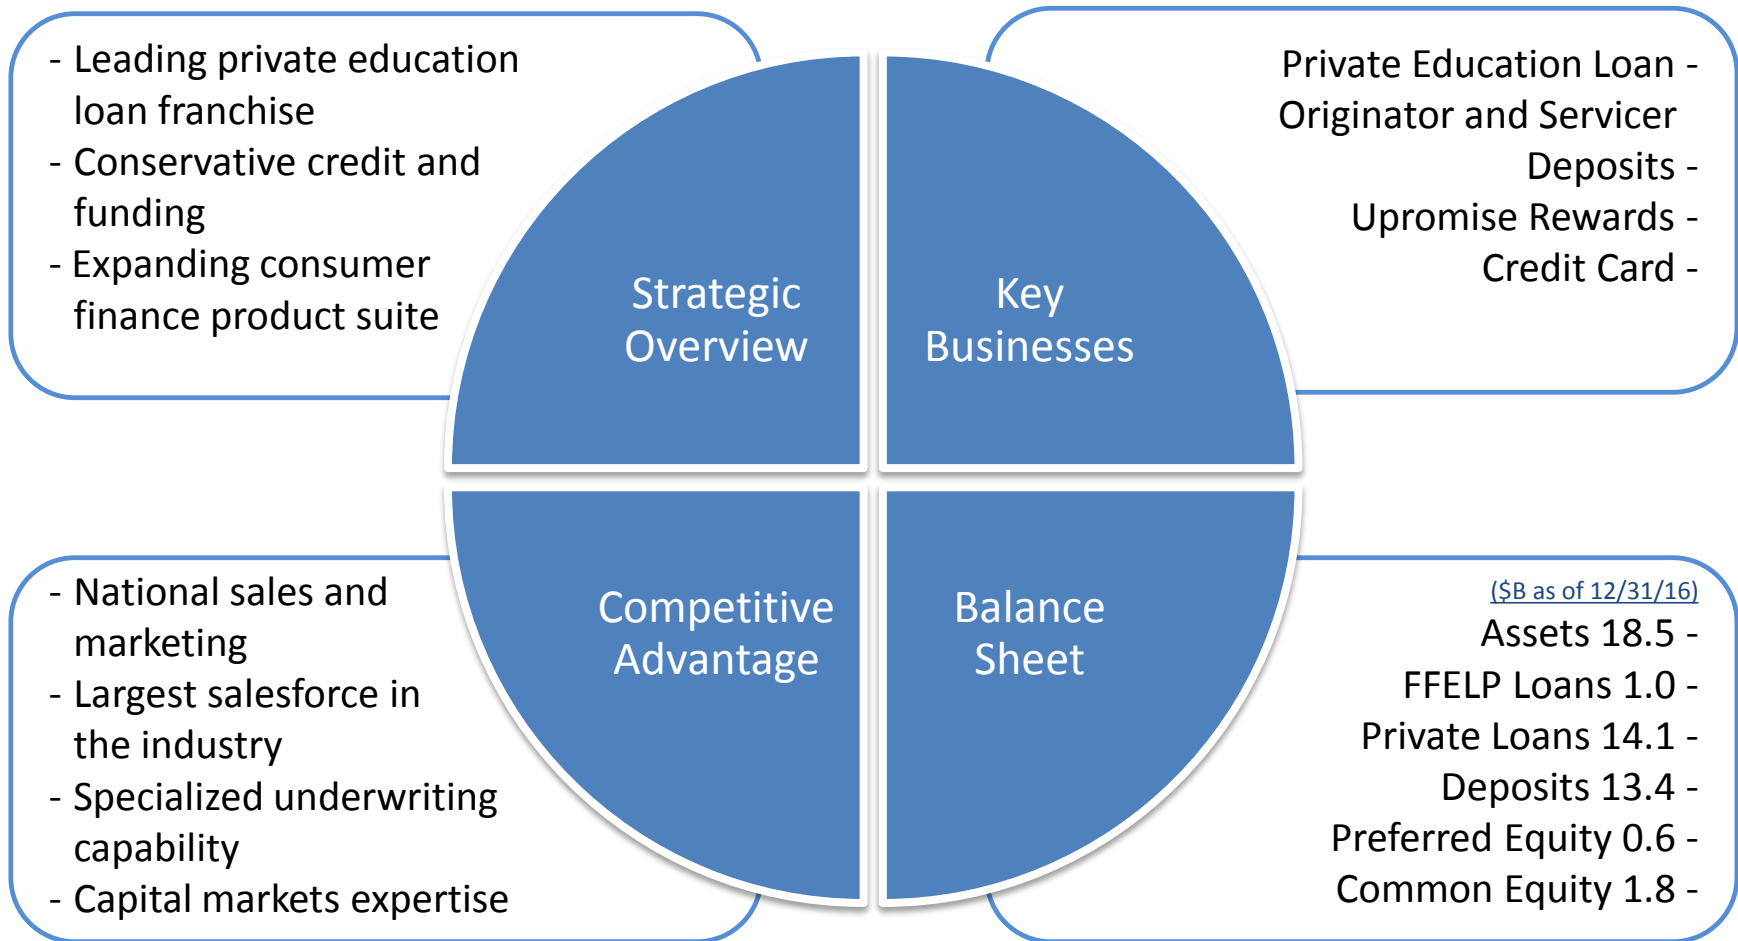 - Leading private education
loan franchise
- Conservative credit and
funding
- Expanding consumer
finance product suite
Strategic
Overview
Private Education Loan -
Originator and Servicer
Deposits -
Upromise Rewards -
Credit Card -
Key
Businesses
- National sales and
marketing
- Largest salesforce in
the industry
- Specialized underwriting
capability
- Capital markets expertise
Competitive
Advantage
Balance
Sheet
($B as of 12/31/16)
Assets 18.5 -
FFELP Loans 1.0 -
Private Loans 14.1 -
Deposits 13.4 -
Preferred Equity 0.6 -
Common Equity 1.8 -